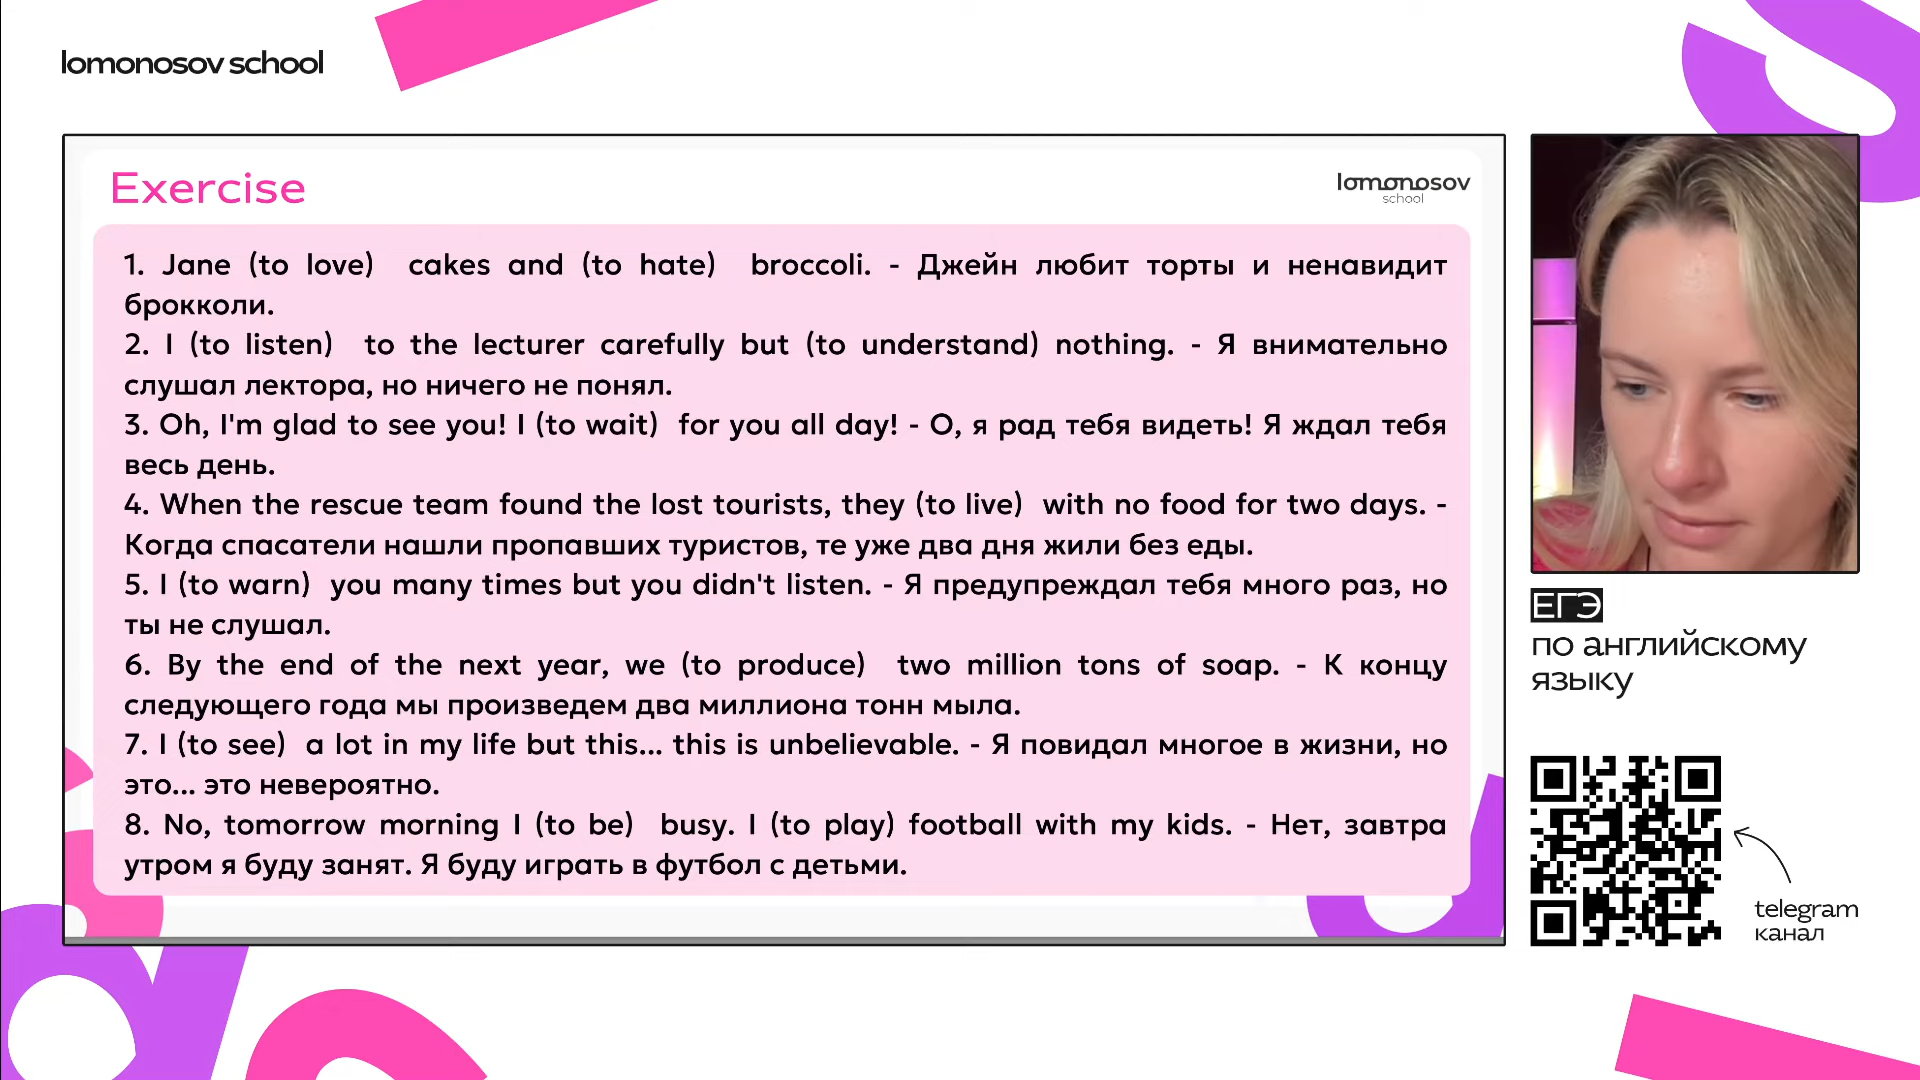 lomonosov school
Exercise
lomonosov
school
1. Jane (to love) cakes and (to hate) broccoli. - Джейн любит торты и ненавидит
брокколи.
2. I (to listen) to the lecturer carefully but (to understand) nothing. - Я внимательно
слушал лектора, но ничего не понял.
3. Oh, I'm glad to see you! I (to wait) for you all day! - О, я рад тебя видеть! Я ждал тебя
весь день.
4. When the rescue team found the lost tourists, they (to live) with no food for two days. -
Когда спасатели нашли пропавших туристов, те уже два дня жили без еды.
5. I (to warn) you many times but you didn't listen. - Я предупреждал тебя много раз, но
ты не слушал.
6. By the end of the next year, we (to produce) two million tons of soap. - К концу
следующего года мы произведем два миллиона тонн мыла.
7. I (to see) a lot in my life but this... this is unbelievable. - Я повидал многое в жизни, но
это... это невероятно.
8. No, tomorrow morning I (to be) busy. I (to play) football with my kids. - Нет, завтра
утром я буду занят. Я буду играть в футбол с детьми.
ЕГЭ
по английскому
языку
telegram
канал